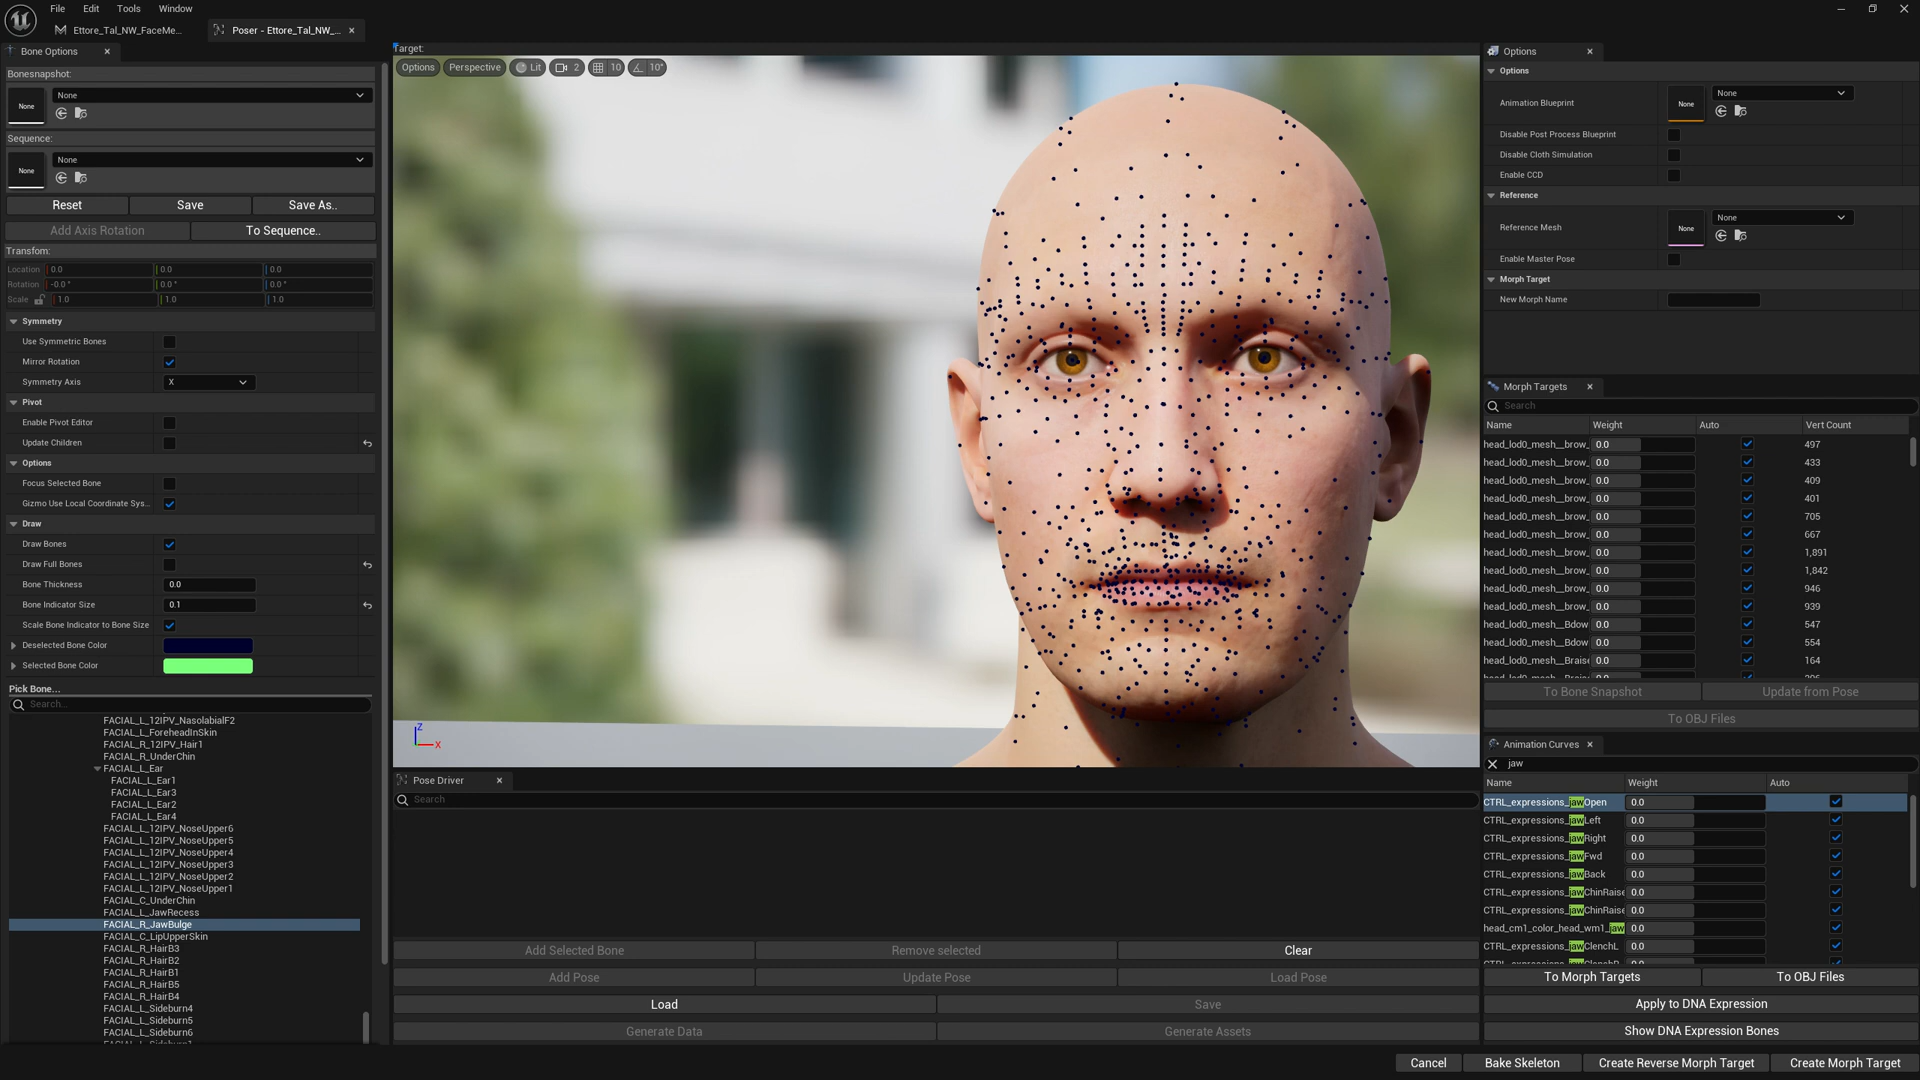 File Edit Tools Window
Ettore_Tal_NW_FaceMe...
Poser - Ettore_Tal_NW_...
Bone Options
Bonesnapshot:
None
None
Sequence:
None
None
Reset Save Save As..
Add Axis Rotation To Sequence..
Transform:
Location 0.0 0.0 0.0
Rotation -0.0° 0.0° 0.0°
Scale 1.0 1.0 1.0
Symmetry
Use Symmetric Bones
Mirror Rotation
Symmetry Axis X
Pivot
Enable Pivot Editor
Update Children
Options
Focus Selected Bone
Gizmo Use Local Coordinate Sys...
Draw
Draw Bones
Draw Full Bones
Bone Thickness 0.0
Bone Indicator Size 0.1
Scale Bone Indicator to Bone Size
Deselected Bone Color
Selected Bone Color
Pick Bone...
Search...
FACIAL_L_12IPV_NasolabialF2
FACIAL_L_ForeheadInSkin
FACIAL_R_12IPV_Hair1
FACIAL_R_UnderChin
FACIAL_L_Ear
FACIAL_L_Ear1
FACIAL_L_Ear3
FACIAL_L_Ear2
FACIAL_L_Ear4
FACIAL_L_12IPV_NoseUpper6
FACIAL_L_12IPV_NoseUpper5
FACIAL_L_12IPV_NoseUpper4
FACIAL_L_12IPV_NoseUpper3
FACIAL_L_12IPV_NoseUpper2
FACIAL_L_12IPV_NoseUpper1
FACIAL_C_UnderChin
FACIAL_L_JawRecess
FACIAL_R_JawBulge
FACIAL_C_LipUpperSkin
FACIAL_R_HairB3
FACIAL_R_HairB2
FACIAL_R_HairB1
FACIAL_R_HairB5
FACIAL_R_HairB4
FACIAL_L_Sideburn4
FACIAL_L_Sideburn5
FACIAL_L_Sideburn6
Target:
Options Perspective Lit 2 10 10°
Z
X
Pose Driver
Search
Add Selected Bone Remove selected Clear
Add Pose Update Pose Load Pose
Load Save
Generate Data Generate Assets
Options
Options
Animation Blueprint None None
Disable Post Process Blueprint
Disable Cloth Simulation
Enable CCD
Reference
Reference Mesh None None
Enable Master Pose
Morph Target
New Morph Name
Morph Targets
Search
Name Weight Auto Vert Count
head_lod0_mesh__brow_ 0.0 497
head_lod0_mesh__brow_ 0.0 433
head_lod0_mesh__brow_ 0.0 409
head_lod0_mesh__brow_ 0.0 401
head_lod0_mesh__brow_ 0.0 705
head_lod0_mesh__brow_ 0.0 667
head_lod0_mesh__brow_ 0.0 1,891
head_lod0_mesh__brow_ 0.0 1,842
head_lod0_mesh__brow_ 0.0 946
head_lod0_mesh__brow_ 0.0 939
head_lod0_mesh__Bdow 0.0 547
head_lod0_mesh__Bdow 0.0 554
head_lod0_mesh__Braise 0.0 164
To Bone Snapshot Update from Pose
To OBJ Files
Animation Curves
jaw
Name Weight Auto
CTRL_expressions_jawOpen 0.0
CTRL_expressions_jawLeft 0.0
CTRL_expressions_jawRight 0.0
CTRL_expressions_jawFwd 0.0
CTRL_expressions_jawBack 0.0
CTRL_expressions_jawChinRaise 0.0
CTRL_expressions_jawChinRaise 0.0
head_cm1_color_head_wm1_jaw 0.0
CTRL_expressions_jawClenchL 0.0
To Morph Targets To OBJ Files
Apply to DNA Expression
Show DNA Expression Bones
Cancel Bake Skeleton Create Reverse Morph Target Create Morph Target